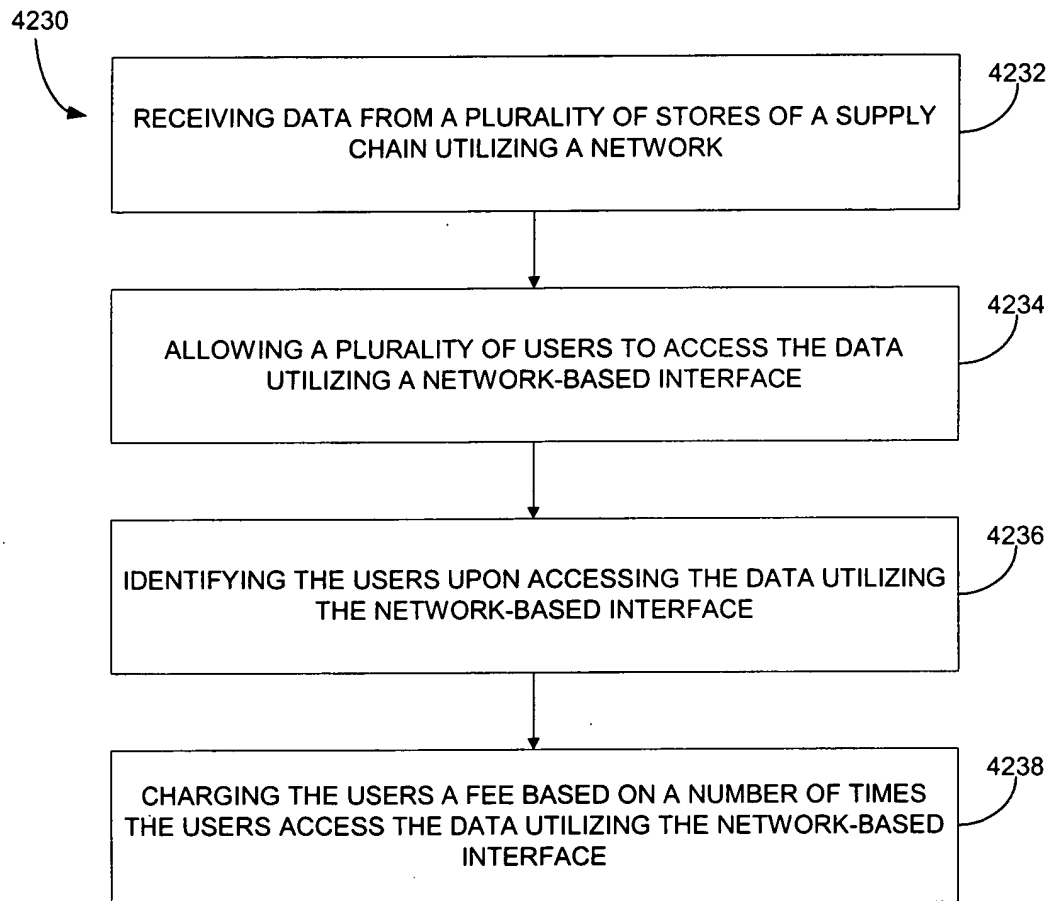 4230
4232
RECEIVING DATA FROM A PLURALITY OF STORES OF A SUPPLY
CHAIN UTILIZING A NETWORK
4234
ALLOWING A PLURALITY OF USERS TO ACCESS THE DATA
UTILIZING A NETWORK-BASED INTERFACE
4236
IDENTIFYING THE USERS UPON ACCESSING THE DATA UTILIZING
THE NETWORK-BASED INTERFACE
4238
CHARGING THE USERS A FEE BASED ON A NUMBER OF TIMES
THE USERS ACCESS THE DATA UTILIZING THE NETWORK-BASED
INTERFACE